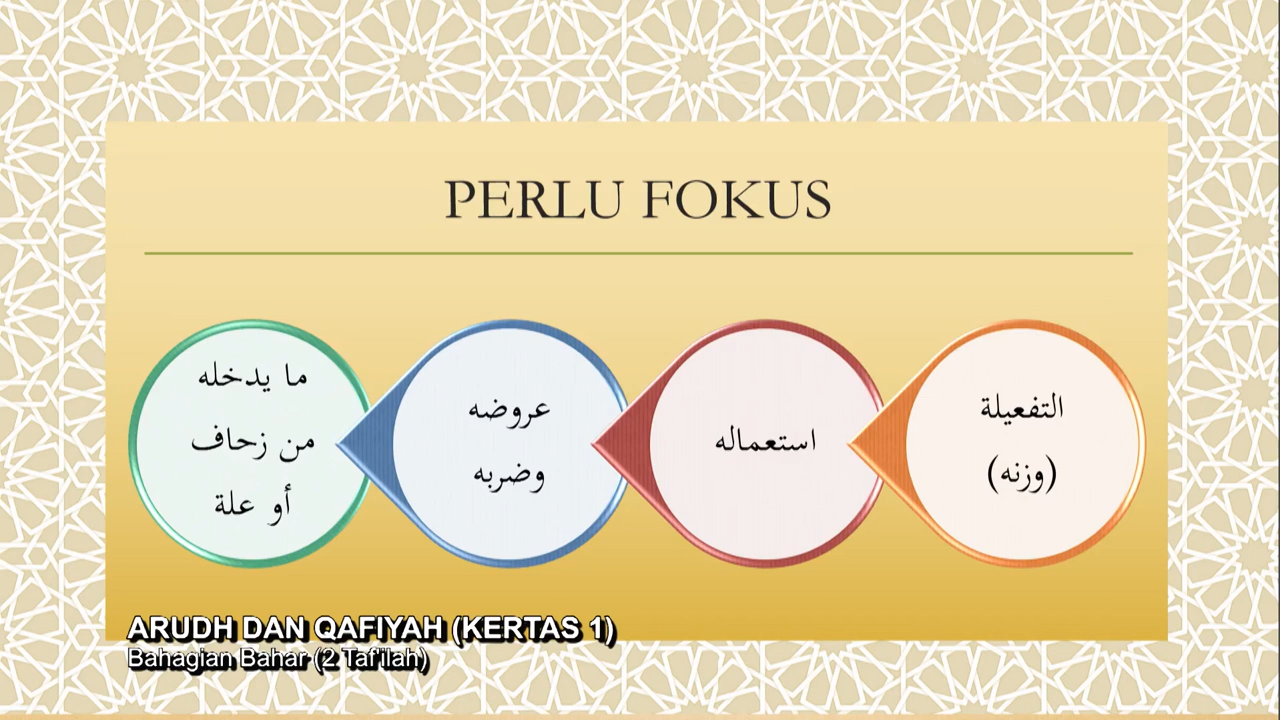 PERLU FOKUS
التفعيلة
(وزنه)
استعماله
عروضه
وضربه
ما يدخله
من زحاف
أو علة
ARUDH DAN QAFIYAH (KERTAS 1)
Bahagian Bahar (2 Taf'ilah)